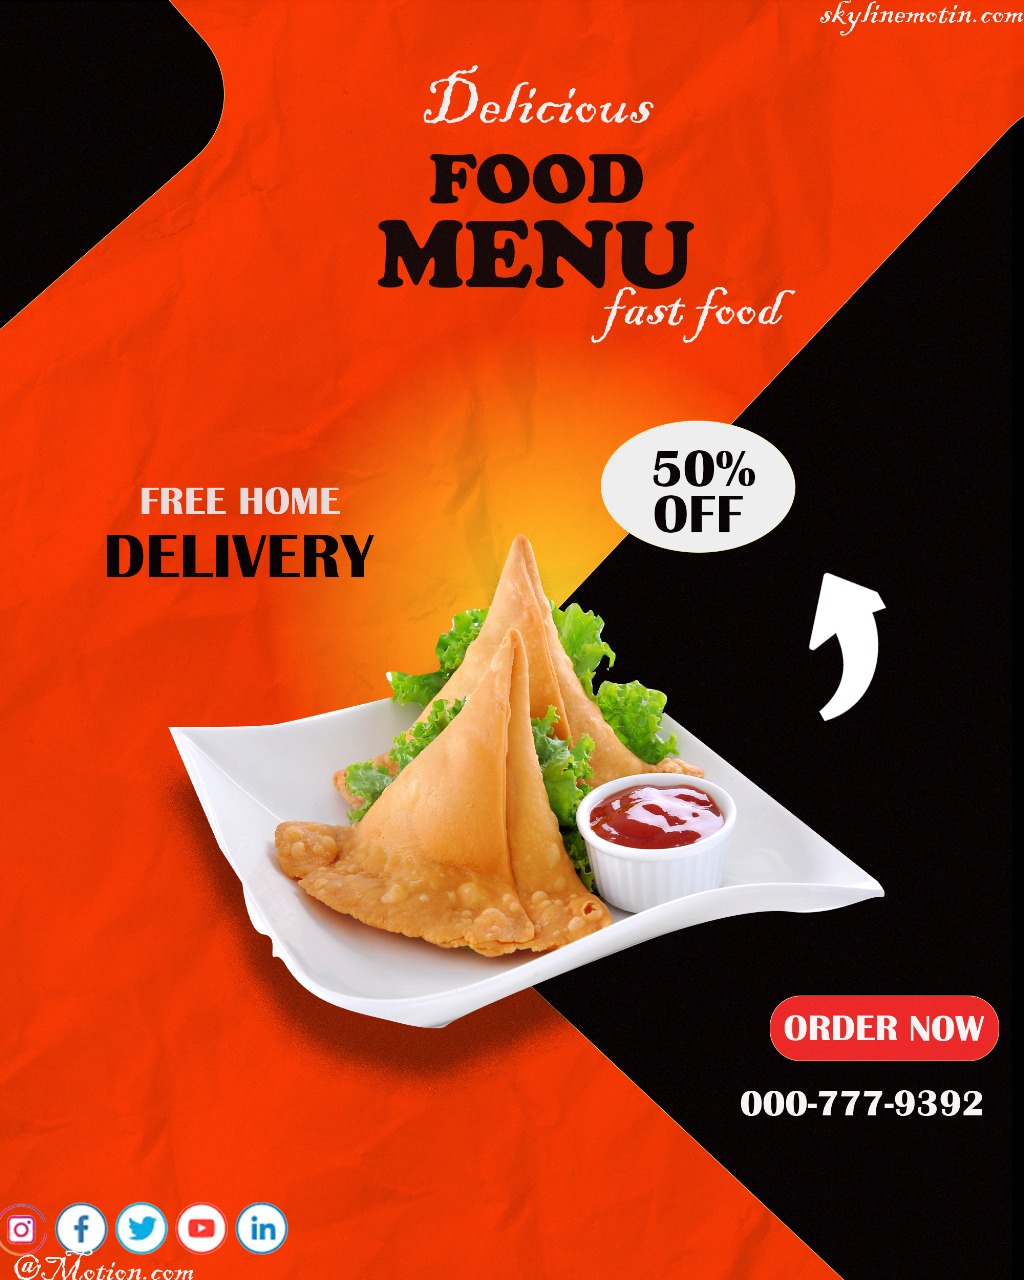 skylinemotin.com
Delicious
FOOD
MENU
fast food
50%
OFF
FREE HOME
DELIVERY
ORDER NOW
000-777-9392
in
@Motion.com